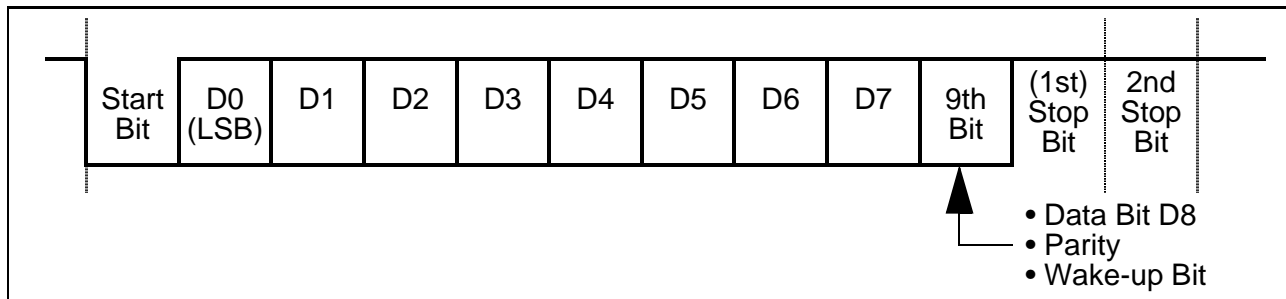 Start Bit
D0 (LSB)
D1
D2
D3
D4
D5
D6
D7
9th Bit
(1st) Stop Bit
2nd Stop Bit
• Data Bit D8
• Parity
• Wake-up Bit